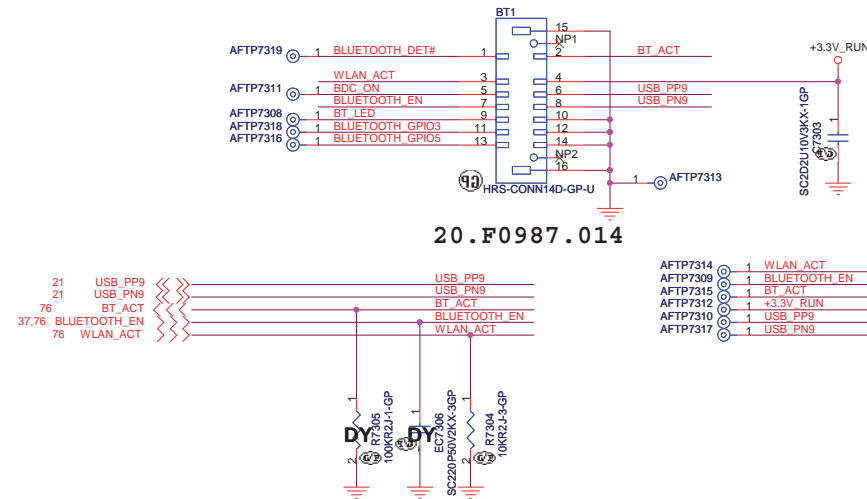 BT1
15
NP1
AFTP7319 1 BLUETOOTH_DET# 1 2 BT_ACT
+3.3V_RUN
WLAN_ACT 3 4
AFTP7311 1 BDC_ON 5 6 USB_PP9
BLUETOOTH_EN 7 8 USB_PN9
AFTP7308 1 BT_LED 9 10
AFTP7318 1 BLUETOOTH_GPIO3 11 12
AFTP7316 1 BLUETOOTH_GPIO5 13 14
NP2
16
HRS-CONN14D-GP-U
1 AFTP7313
SC2D2U10V3KX-1GP
C7303
1
2
20.F0987.014
21 USB_PP9 USB_PP9
21 USB_PN9 USB_PN9
76 BT_ACT BT_ACT
37,76 BLUETOOTH_EN BLUETOOTH_EN
76 WLAN_ACT WLAN_ACT
AFTP7314 1 WLAN_ACT
AFTP7309 1 BLUETOOTH_EN
AFTP7315 1 BT_ACT
AFTP7312 1 +3.3V_RUN
AFTP7310 1 USB_PP9
AFTP7317 1 USB_PN9
1
DY
R7305
100KR2J-1-GP
2
1
DY
EC7306
SC220P50V2KX-3GP
1
R7304
10KR2J-3-GP
2